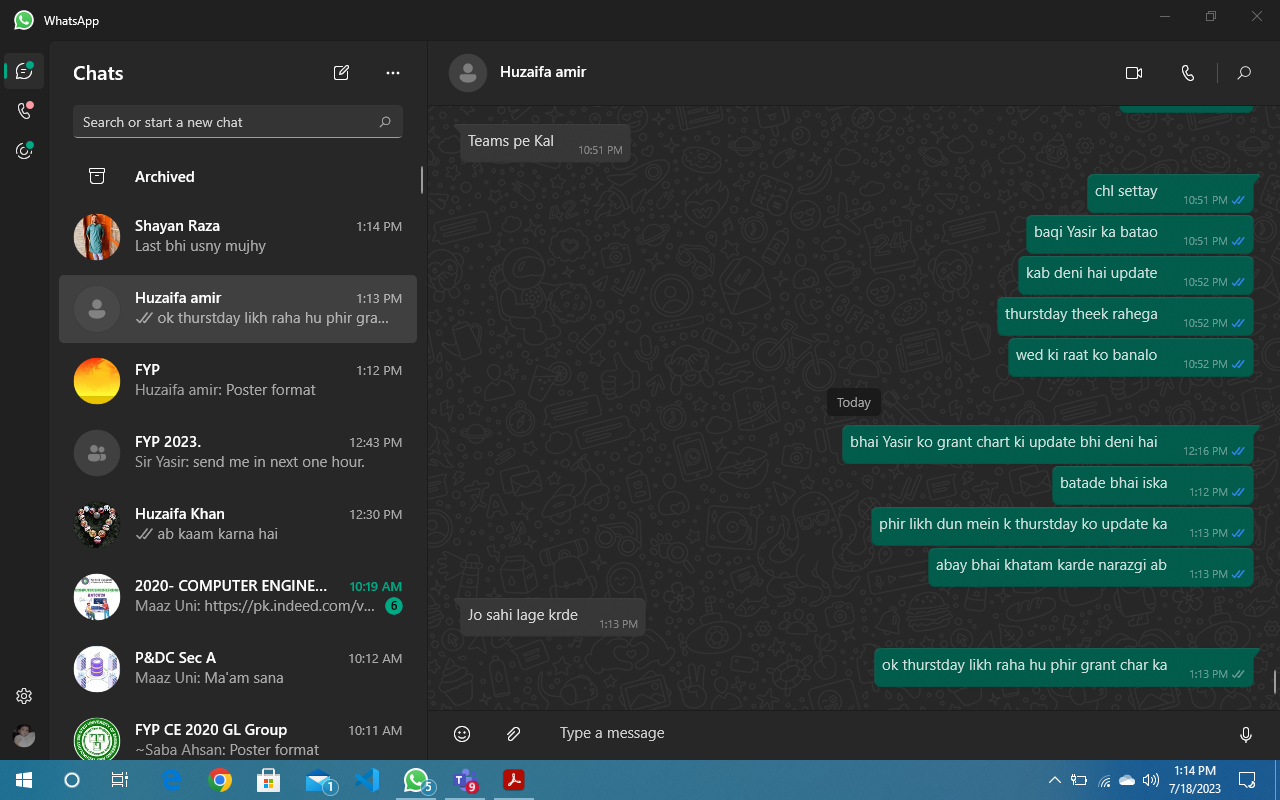 WhatsApp
Chats
Search or start a new chat
Archived
Shayan Raza 1:14 PM
Last bhi usny mujhy
Huzaifa amir 1:13 PM
ok thurstday likh raha hu phir gra...
FYP 1:12 PM
Huzaifa amir: Poster format
FYP 2023. 12:43 PM
Sir Yasir: send me in next one hour.
Huzaifa Khan 12:30 PM
ab kaam karna hai
2020- COMPUTER ENGINE... 10:19 AM
Maaz Uni: https://pk.indeed.com/v... 6
P&DC Sec A 10:12 AM
Maaz Uni: Ma'am sana
FYP CE 2020 GL Group 10:11 AM
~Saba Ahsan: Poster format
Huzaifa amir
Teams pe Kal 10:51 PM
chl settay 10:51 PM
baqi Yasir ka batao 10:51 PM
kab deni hai update 10:52 PM
thurstday theek rahega 10:52 PM
wed ki raat ko banalo 10:52 PM
Today
bhai Yasir ko grant chart ki update bhi deni hai 12:16 PM
batade bhai iska 1:12 PM
phir likh dun mein k thurstday ko update ka 1:13 PM
abay bhai khatam karde narazgi ab 1:13 PM
Jo sahi lage krde 1:13 PM
ok thurstday likh raha hu phir grant char ka 1:13 PM
Type a message
1
5
9
1:14 PM
7/18/2023